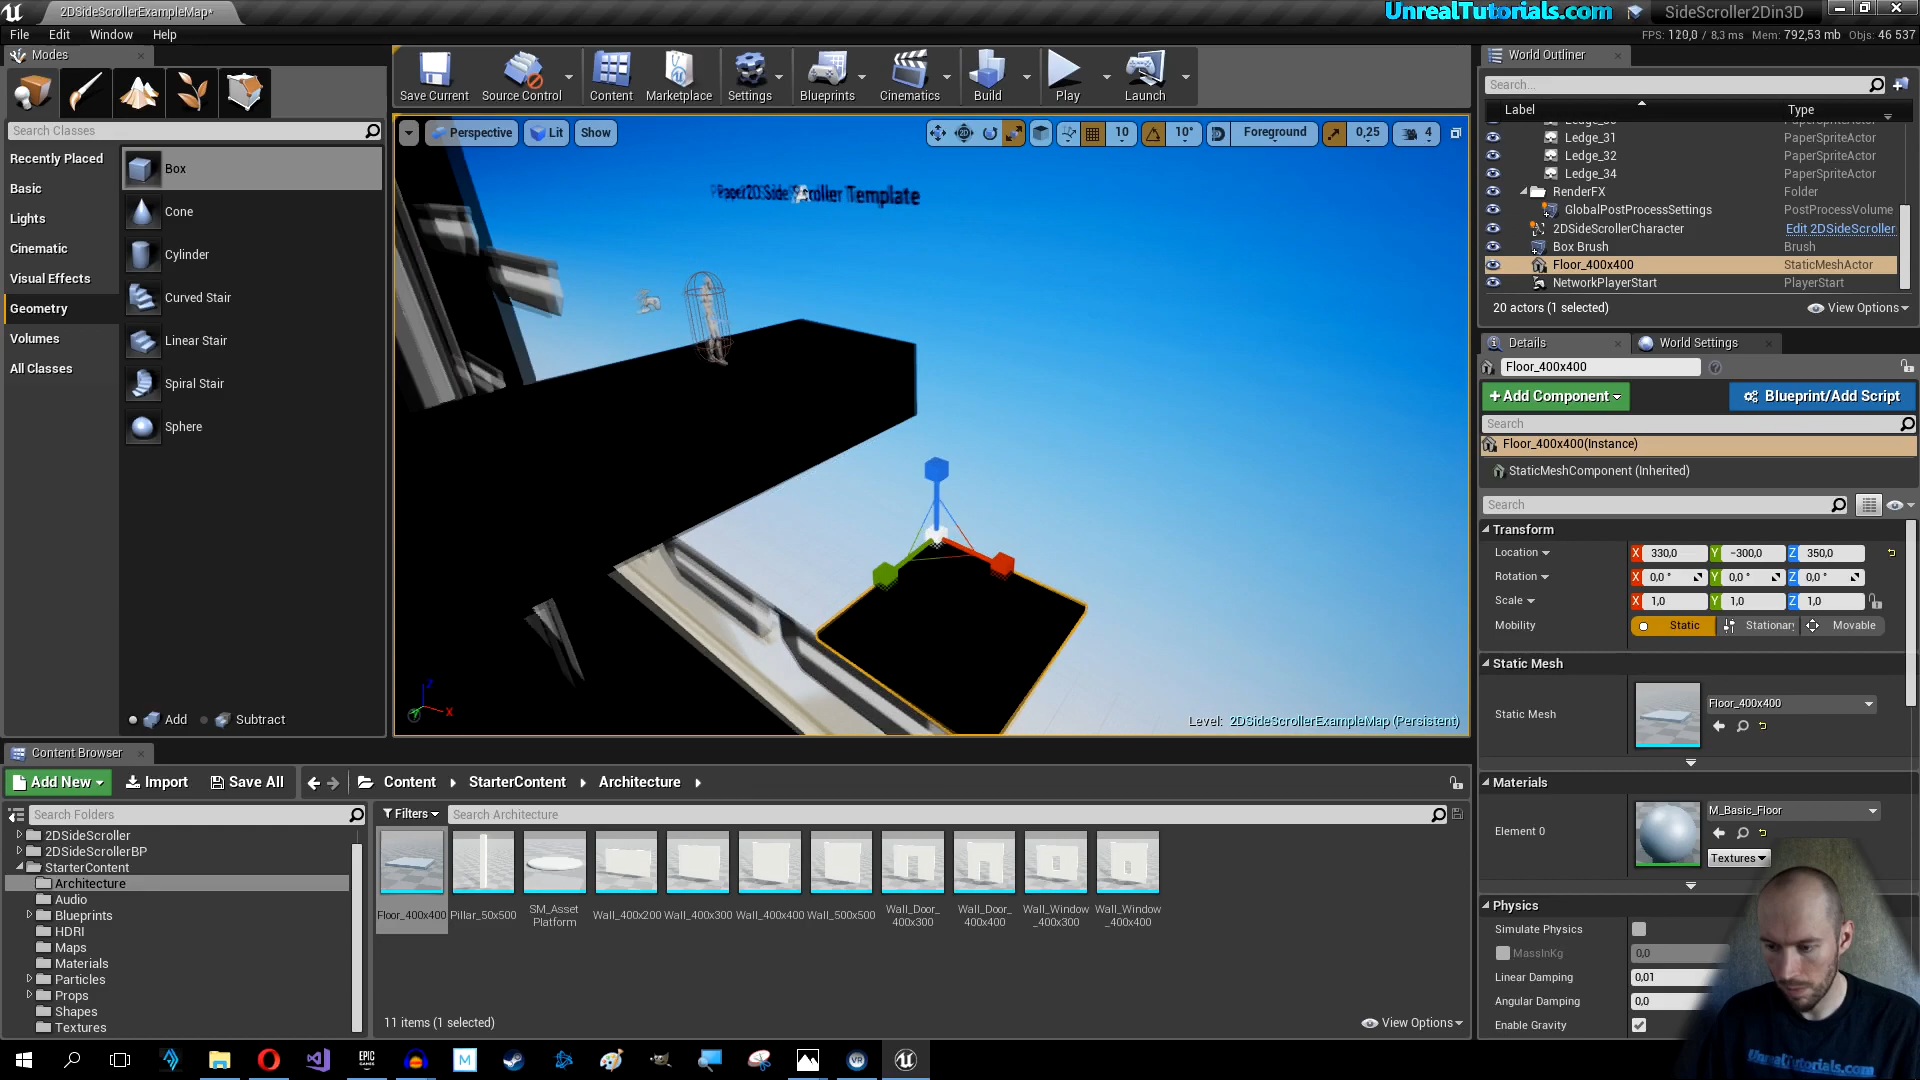 2DSideScrollerExampleMap*
UnrealTutorials.com
SideScroller2Din3D
File Edit Window Help
FPS: 120,0 / 8,3 ms Mem: 792,53 mb Objs: 46 537
Modes
World Outliner
Save Current Source Control Content Marketplace Settings Blueprints Cinematics Build Play Launch
Search...
Label Type
Search Classes
Perspective Lit Show 10 10° Foreground 0,25 4
Ledge_31 PaperSpriteActor
Ledge_32 PaperSpriteActor
Ledge_34 PaperSpriteActor
RenderFX Folder
GlobalPostProcessSettings PostProcessVolume
2DSideScrollerCharacter Edit 2DSideScroller
Box Brush Brush
Floor_400x400 StaticMeshActor
NetworkPlayerStart PlayerStart
20 actors (1 selected) View Options
Recently Placed
Basic
Lights
Cinematic
Visual Effects
Geometry
Volumes
All Classes
Box
Cone
Cylinder
Curved Stair
Linear Stair
Spiral Stair
Sphere
Add Subtract
Paper2D Side Scroller Template
Z
X
Level: 2DSideScrollerExampleMap (Persistent)
Details World Settings
Floor_400x400
+Add Component Blueprint/Add Script
Search
Floor_400x400(Instance)
StaticMeshComponent (Inherited)
Search
Transform
Location X 330,0 Y -300,0 Z 350,0
Rotation X 0,0 ° Y 0,0 ° Z 0,0 °
Scale X 1,0 Y 1,0 Z 1,0
Mobility Static Stationar Movable
Static Mesh
Static Mesh Floor_400x400
Materials
Element 0 M_Basic_Floor
Textures
Physics
Simulate Physics
MassInKg 0,0
Linear Damping 0,01
Angular Damping 0,0
Enable Gravity
Content Browser
Add New Import Save All Content StarterContent Architecture
Search Folders
Filters Search Architecture
2DSideScroller
2DSideScrollerBP
StarterContent
Architecture
Audio
Blueprints
HDRI
Maps
Materials
Particles
Props
Shapes
Textures
Floor_400x400 Pillar_50x500 SM_Asset Platform Wall_400x200 Wall_400x300 Wall_400x400 Wall_500x500 Wall_Door_ 400x300 Wall_Door_ 400x400 Wall_Window _400x300 Wall_Window _400x400
11 items (1 selected) View Options
EPIC GAMES
M
VR
UnrealTutorials.com